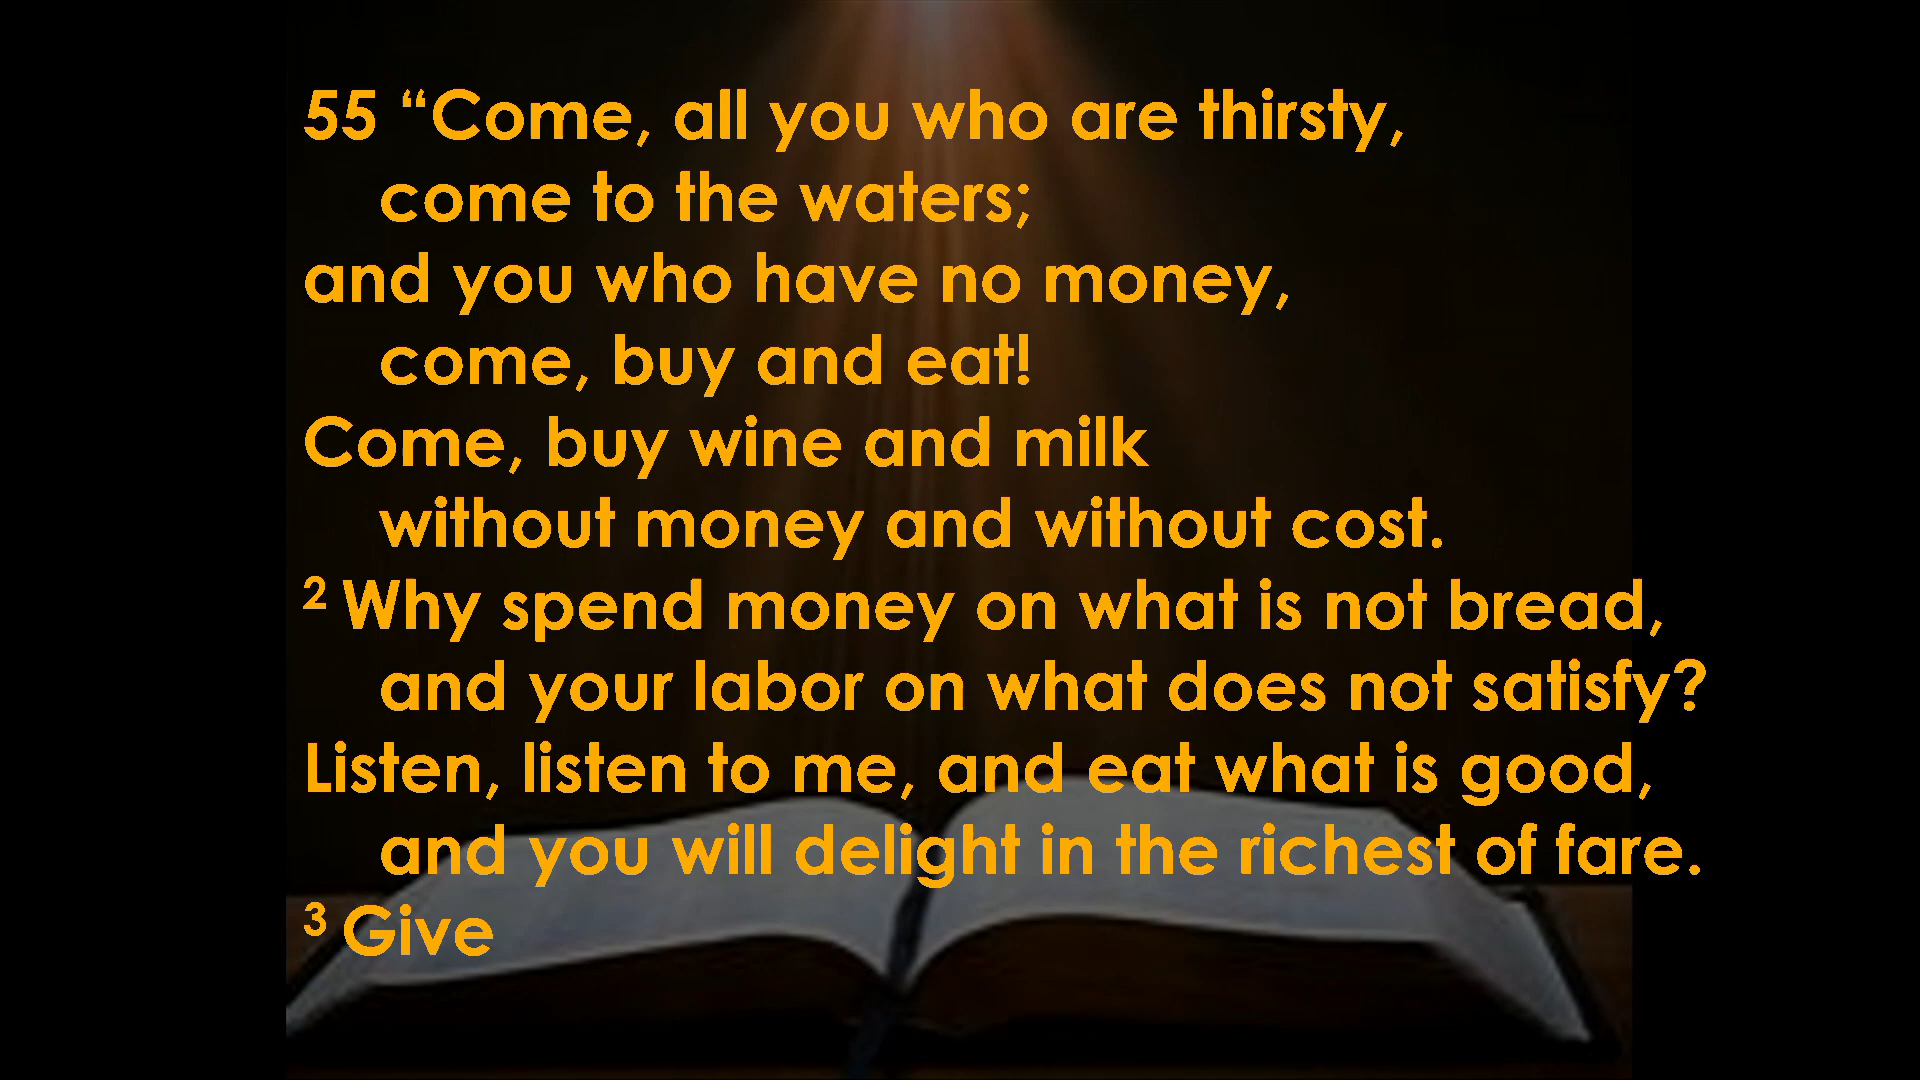 55 “Come, all you who are thirsty,
come to the waters;
and you who have no money,
come, buy and eat!
Come, buy wine and milk
without money and without cost.
2 Why spend money on what is not bread,
and your labor on what does not satisfy?
Listen, listen to me, and eat what is good,
and you will delight in the richest of fare.
3 Give